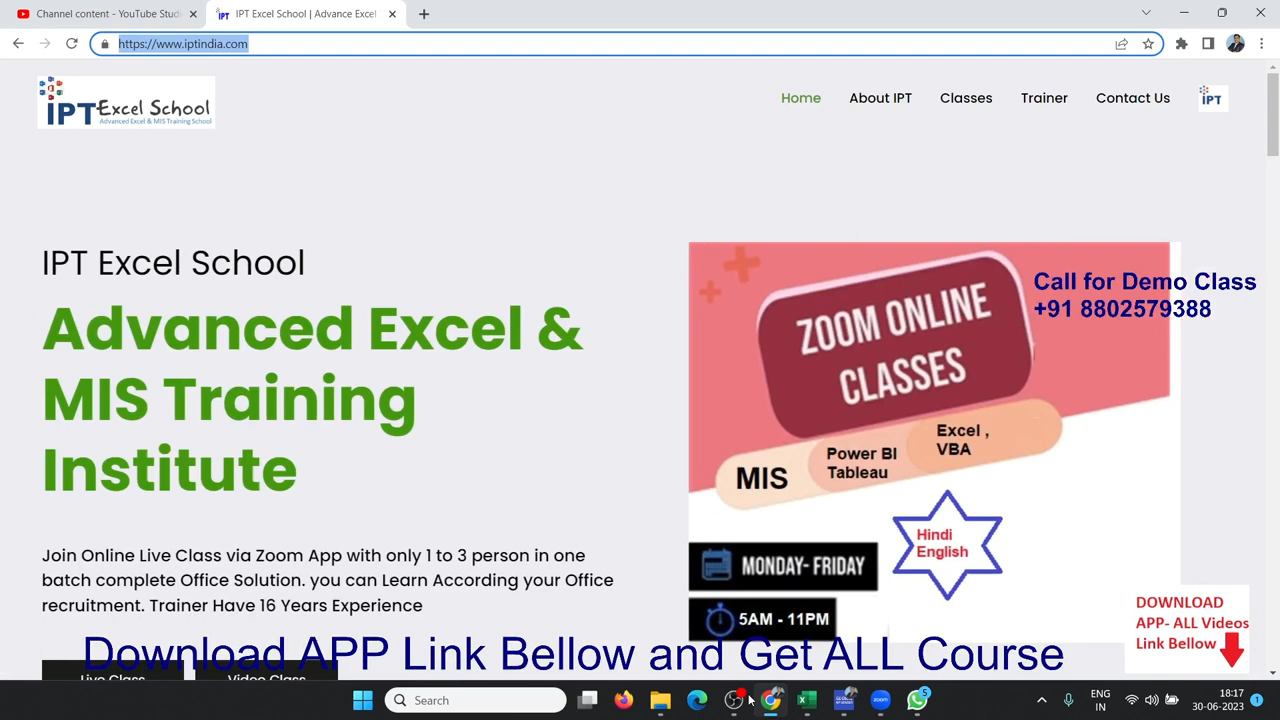 Channel content - YouTube Studi
IPT Excel School | Advance Excel
https://www.iptindia.com
IPT Excel School
Advanced Excel & MIS Training School
Home
About IPT
Classes
Trainer
Contact Us
IPT
IPT Excel School
Advanced Excel &
MIS Training
Institute
Join Online Live Class via Zoom App with only 1 to 3 person in one
batch complete Office Solution. you can Learn According your Office
recruitment. Trainer Have 16 Years Experience
Live Class
Video Class
ZOOM ONLINE
CLASSES
MIS
Power BI
Tableau
Excel ,
VBA
Hindi
English
MONDAY- FRIDAY
5AM - 11PM
Call for Demo Class
+91 8802579388
DOWNLOAD
APP- ALL Videos
Link Bellow
Download APP Link Bellow and Get ALL Course
Search
ENG
IN
18:17
30-06-2023